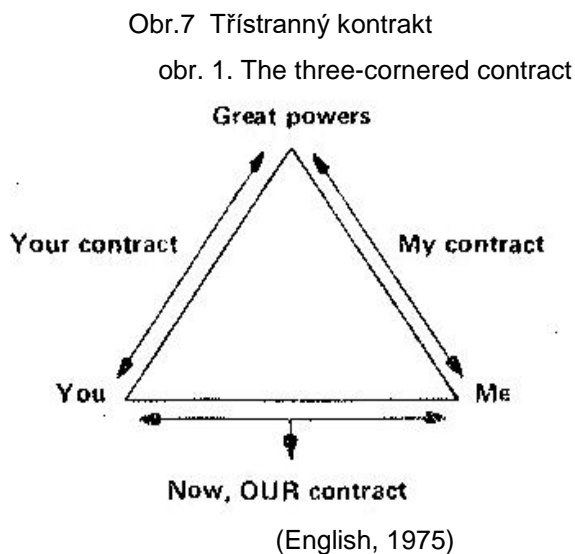 Obr.7 Třístranný kontrakt
obr. 1. The three-cornered contract
Great powers
Your contract
My contract
You
Me
Now, OUR contract
(English, 1975)